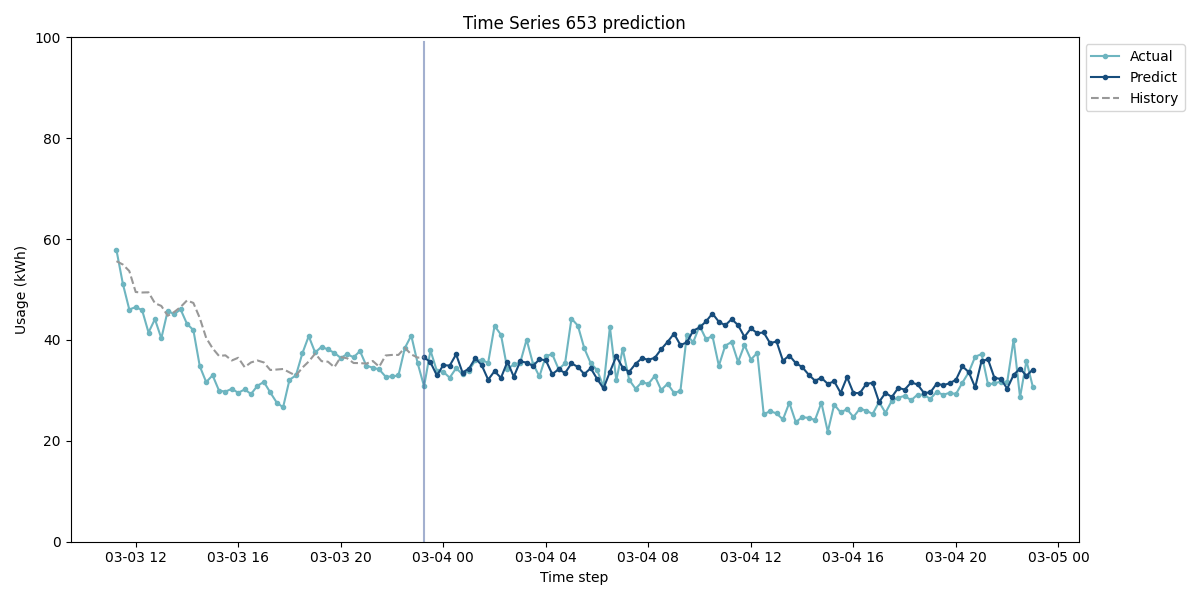 Time Series 653 prediction
Usage (kWh)
100
80
60
40
20
0
03-03 12
03-03 16
03-03 20
03-04 00
03-04 04
03-04 08
03-04 12
03-04 16
03-04 20
03-05 00
Time step
Actual
Predict
History